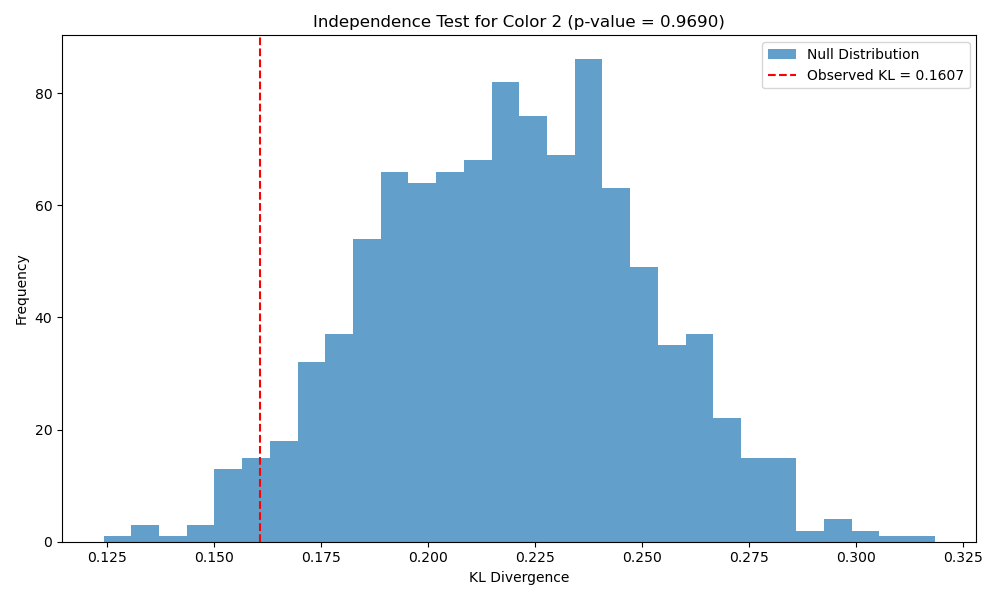 Independence Test for Color 2 (p-value = 0.9690)
Null Distribution
Observed KL = 0.1607
Frequency
80
60
40
20
0
0.125 0.150 0.175 0.200 0.225 0.250 0.275 0.300 0.325
KL Divergence